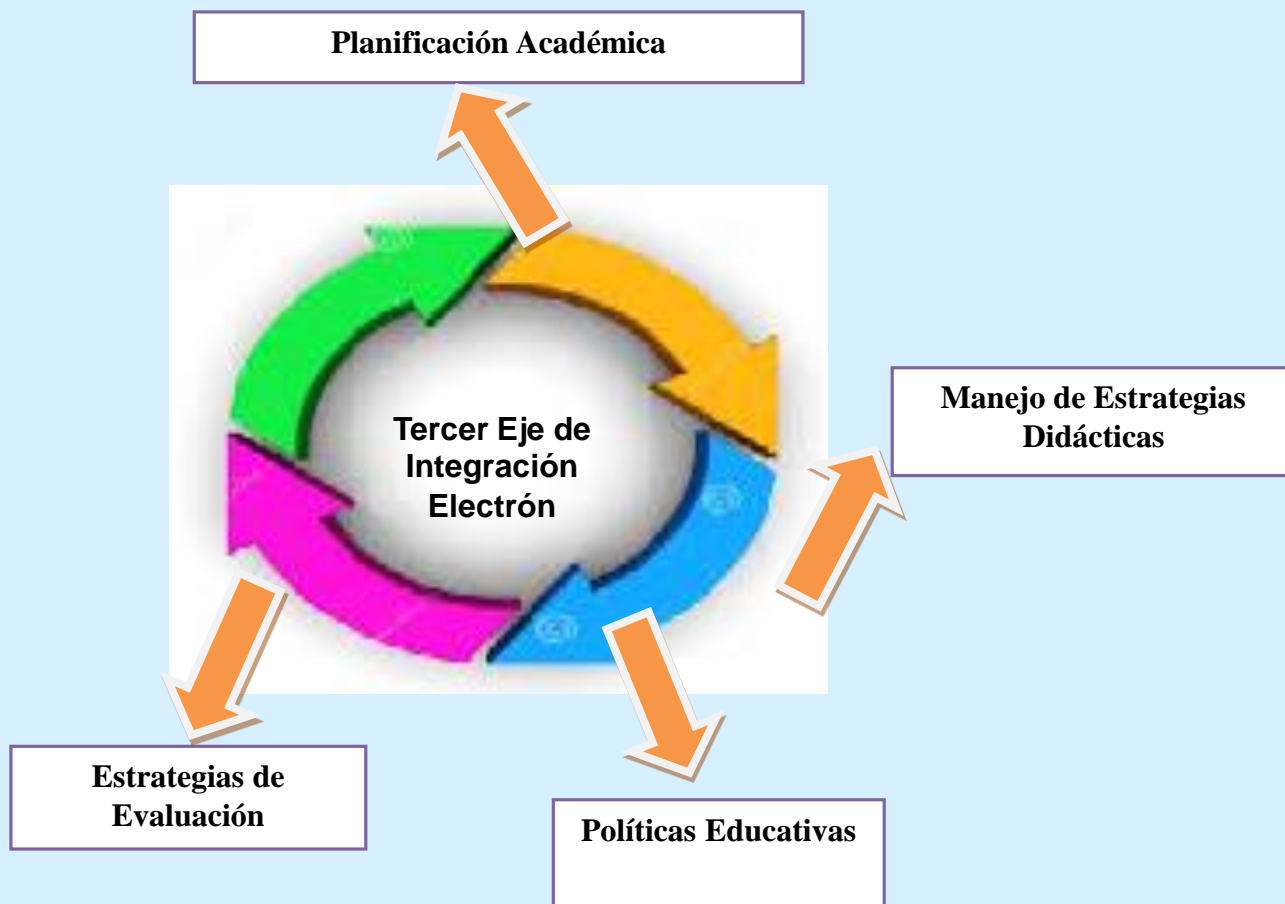 Planificación Académica
Manejo de Estrategias
Didácticas
Tercer Eje de
Integración
Electrón
Estrategias de
Evaluación
Políticas Educativas